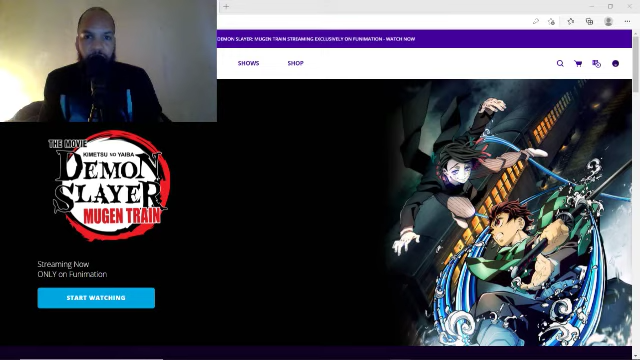 DEMON SLAYER: MUGEN TRAIN STREAMING EXCLUSIVELY ON FUNIMATION - WATCH NOW
SHOWS
SHOP
THE MOVIE
KIMETSU NO YAIBA
DEMON
SLAYER
MUGEN TRAIN
Streaming Now
ONLY on Funimation
START WATCHING